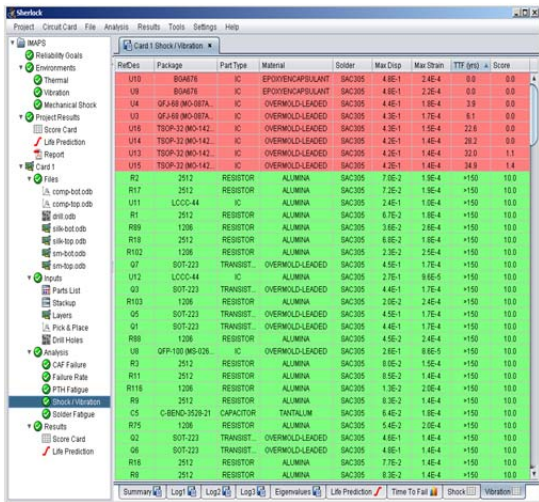 Sherlock
Project Circuit Card File Analysis Results Tools Settings Help
IMAPS
Reliability Goals
Environments
Thermal
Vibration
Mechanical Shock
Project Results
Score Card
Life Prediction
Report
Card 1
Files
comp-bot.odb
comp-top.odb
drill.odb
silk-bot.odb
silk-top.odb
sm-bot.odb
sm-top.odb
Inputs
Parts List
Stackup
Layers
Pick & Place
Drill Holes
Analysis
CAF Failure
Failure Rate
PTH Fatigue
Shock / Vibration
Solder Fatigue
Results
Score Card
Life Prediction
Card 1 Shock / Vibration
RefDes Package Part Type Material Solder Max Disp Max Strain TTF (yrs) Score
U10 BGA676 IC EPOXYENCAPSULANT SAC305 4.8E-1 2.4E-4 0.0 0.0
U9 BGA676 IC EPOXYENCAPSULANT SAC305 4.8E-1 2.2E-4 0.0 0.0
U4 QFJ-68 (MO-087A... IC OVERMOLD-LEADED SAC305 4.4E-1 1.8E-4 3.9 0.0
U3 QFJ-68 (MO-087A... IC OVERMOLD-LEADED SAC305 4.3E-1 1.7E-4 6.1 0.0
U16 TSOP-32 (MO-142... IC OVERMOLD-LEADED SAC305 4.3E-1 1.5E-4 22.6 0.0
U14 TSOP-32 (MO-142... IC OVERMOLD-LEADED SAC305 4.2E-1 1.4E-4 28.2 0.0
U13 TSOP-32 (MO-142... IC OVERMOLD-LEADED SAC305 4.2E-1 1.4E-4 32.0 1.1
U15 TSOP-32 (MO-142... IC OVERMOLD-LEADED SAC305 4.2E-1 1.4E-4 34.9 1.4
R2 2512 RESISTOR ALUMINA SAC305 7.0E-2 1.9E-4 >150 10.0
R17 2512 RESISTOR ALUMINA SAC305 7.2E-2 1.9E-4 >150 10.0
U11 LCCC-44 IC ALUMINA SAC305 2.4E-1 1.0E-4 >150 10.0
R1 2512 RESISTOR ALUMINA SAC305 6.7E-2 1.8E-4 >150 10.0
R89 1206 RESISTOR ALUMINA SAC305 3.6E-2 2.6E-4 >150 10.0
R18 2512 RESISTOR ALUMINA SAC305 6.8E-2 1.8E-4 >150 10.0
R102 1206 RESISTOR ALUMINA SAC305 2.3E-2 2.5E-4 >150 10.0
Q7 SOT-223 TRANSIST... OVERMOLD-LEADED SAC305 4.5E-1 1.7E-4 >150 10.0
U12 LCCC-44 IC ALUMINA SAC305 2.7E-1 9.6E-5 >150 10.0
Q3 SOT-223 TRANSIST... OVERMOLD-LEADED SAC305 4.4E-1 1.7E-4 >150 10.0
R103 1206 RESISTOR ALUMINA SAC305 2.0E-2 2.4E-4 >150 10.0
Q5 SOT-223 TRANSIST... OVERMOLD-LEADED SAC305 4.5E-1 1.7E-4 >150 10.0
Q1 SOT-223 TRANSIST... OVERMOLD-LEADED SAC305 4.4E-1 1.7E-4 >150 10.0
R88 1206 RESISTOR ALUMINA SAC305 2.5E-2 2.4E-4 >150 10.0
U8 QFP-100 (MS-026... IC OVERMOLD-LEADED SAC305 2.6E-1 8.6E-5 >150 10.0
R3 2512 RESISTOR ALUMINA SAC305 8.0E-2 1.5E-4 >150 10.0
R11 2512 RESISTOR ALUMINA SAC305 8.5E-2 1.4E-4 >150 10.0
R116 1206 RESISTOR ALUMINA SAC305 1.3E-2 2.0E-4 >150 10.0
R9 2512 RESISTOR ALUMINA SAC305 8.3E-2 1.4E-4 >150 10.0
C5 C-BEND-3528-21 CAPACITOR TANTALUM SAC305 6.4E-2 1.8E-4 >150 10.0
R75 1206 RESISTOR ALUMINA SAC305 5.4E-2 2.0E-4 >150 10.0
Q2 SOT-223 TRANSIST... OVERMOLD-LEADED SAC305 4.6E-1 1.4E-4 >150 10.0
Q6 SOT-223 TRANSIST... OVERMOLD-LEADED SAC305 4.8E-1 1.4E-4 >150 10.0
R16 2512 RESISTOR ALUMINA SAC305 7.7E-2 1.4E-4 >150 10.0
R8 2512 RESISTOR ALUMINA SAC305 8.3E-2 1.4E-4 >150 10.0
Summary Log1 Log2 Log3 Eigenvalues Life Prediction Time To Fail Shock Vibration